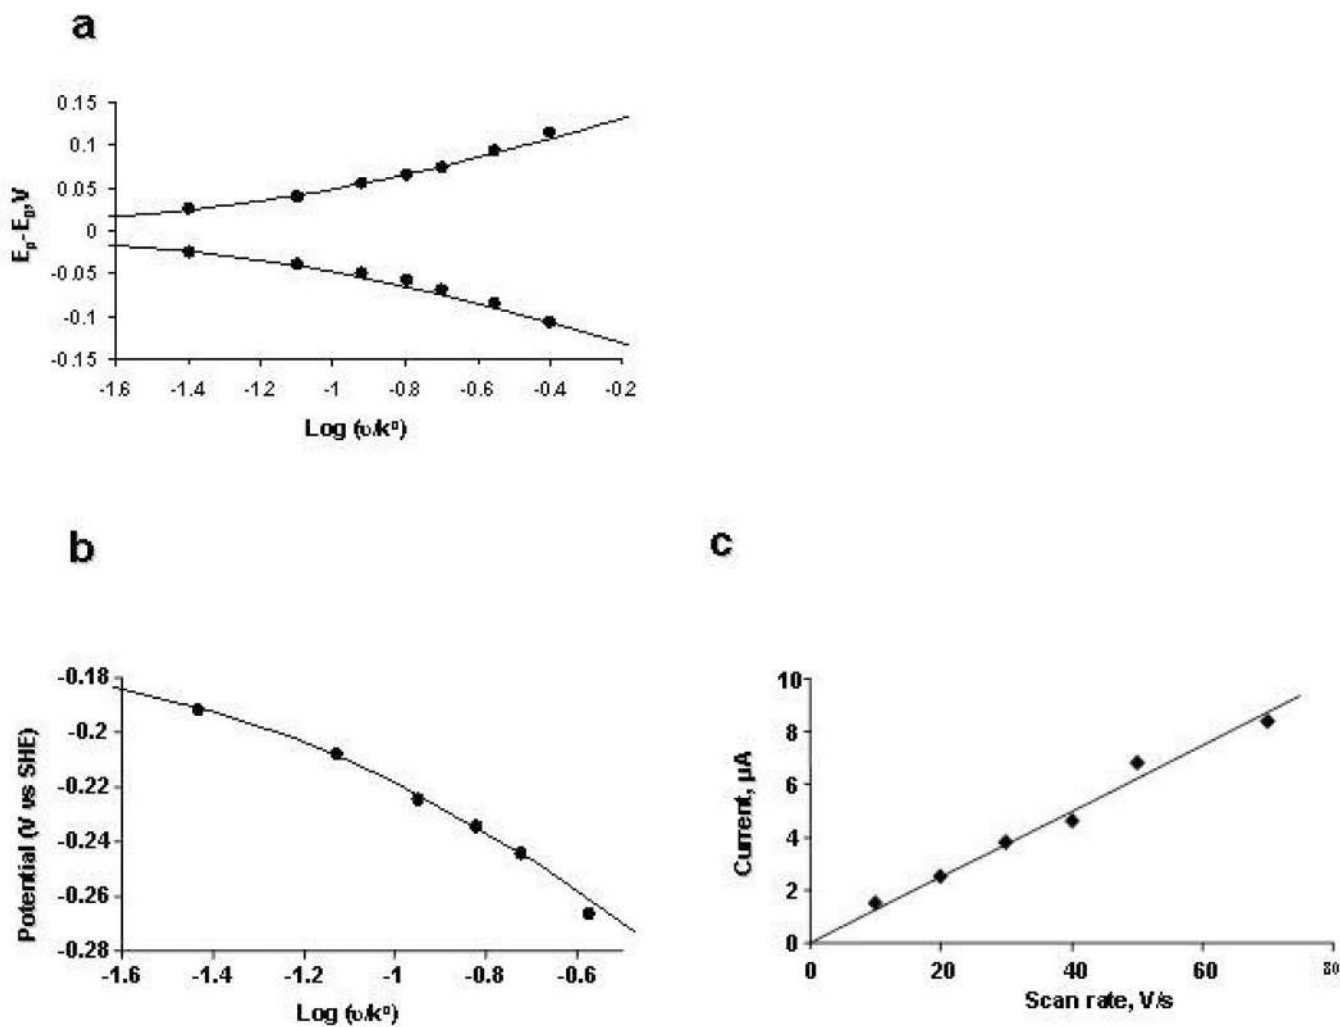 a
0.15
0.1
0.05
0
-0.05
-0.1
-0.15
Eₚ-E₀,V
-1.6 -1.4 -1.2 -1 -0.8 -0.6 -0.4 -0.2
Log (υ/kº)
b
-0.18
-0.2
-0.22
-0.24
-0.26
-0.28
Potential (V vs SHE)
-1.6 -1.4 -1.2 -1 -0.8 -0.6
Log (υ/kº)
c
10
8
6
4
2
0
Current, µA
0 20 40 60 80
Scan rate, V/s